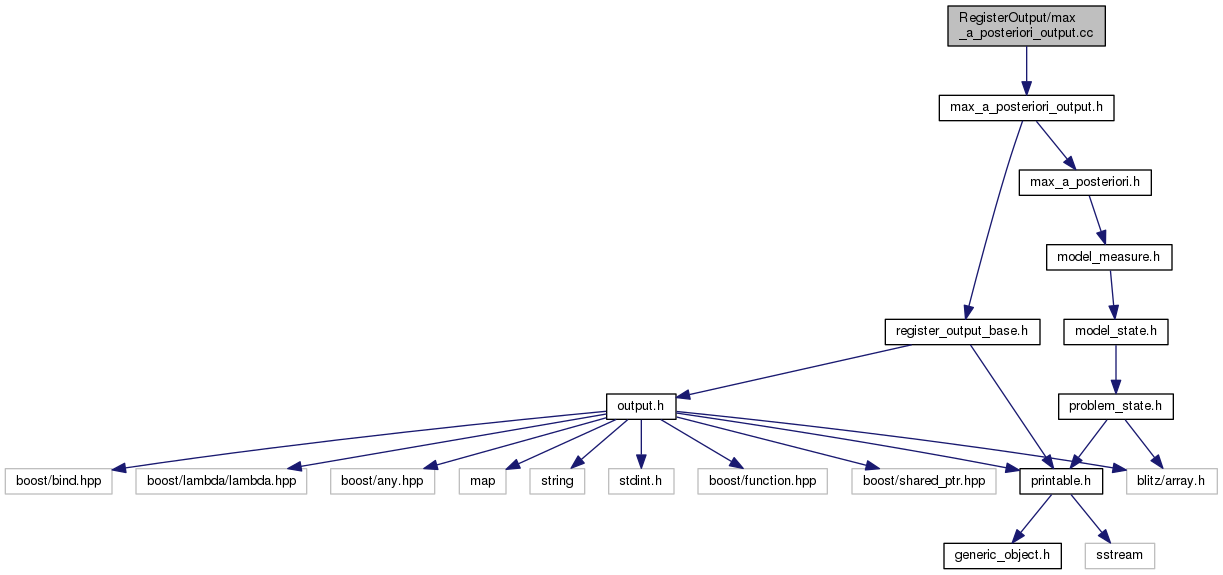 RegisterOutput/max
_a_posteriori_output.cc
max_a_posteriori_output.h
max_a_posteriori.h
model_measure.h
register_output_base.h
model_state.h
output.h
problem_state.h
boost/bind.hpp
boost/lambda/lambda.hpp
boost/any.hpp
map
string
stdint.h
boost/function.hpp
boost/shared_ptr.hpp
printable.h
blitz/array.h
generic_object.h
sstream